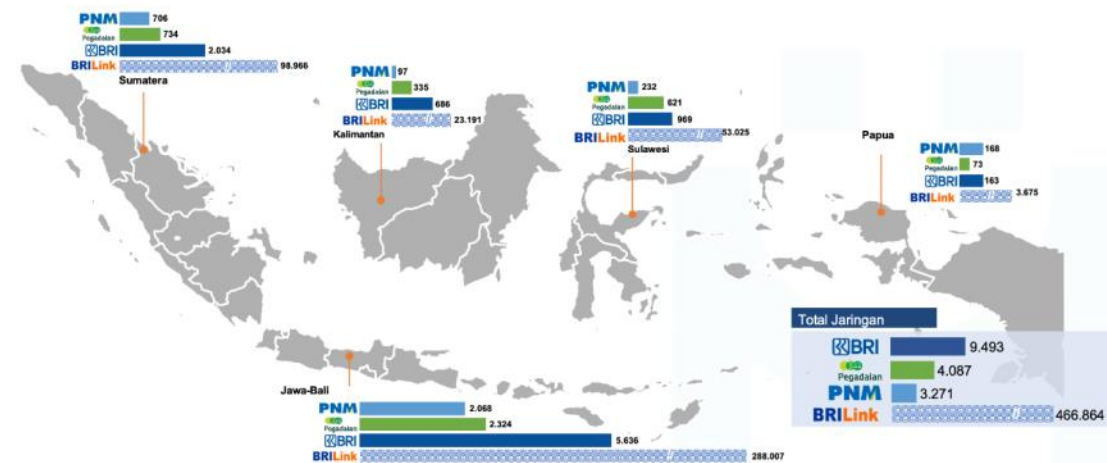 PNM 706
Pegadaian 734
BRI 2.034
BRILink 98.966
Sumatera
PNM 97
Pegadaian 335
BRI 686
BRILink 23.191
Kalimantan
PNM 232
Pegadaian 621
BRI 969
BRILink 53.025
Sulawesi
Papua
PNM 168
Pegadaian 73
BRI 163
BRILink 3.675
Jawa-Bali
PNM 2.068
Pegadaian 2.324
BRI 5.636
BRILink 288.007
Total Jaringan
BRI 9.493
Pegadaian 4.087
PNM 3.271
BRILink 466.864